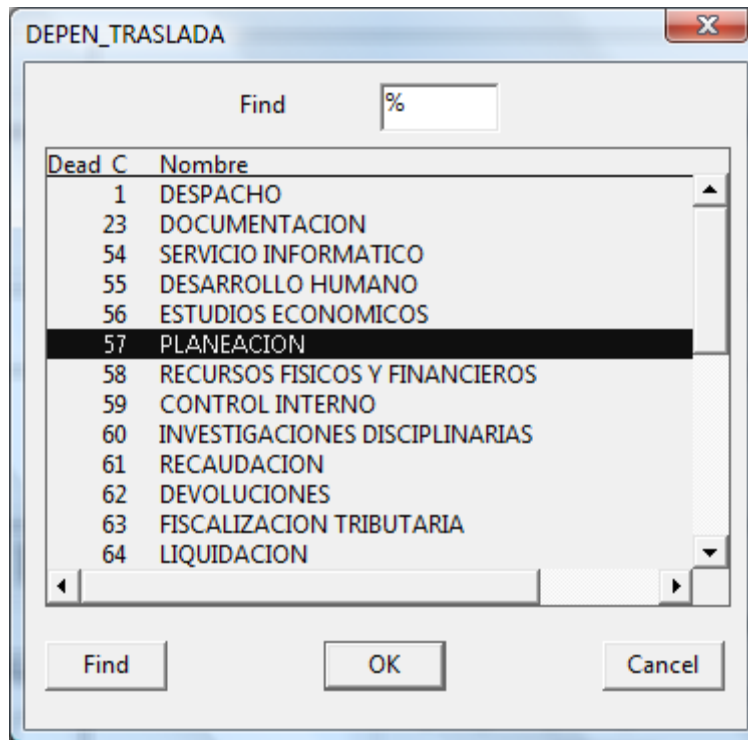 DEPEN_TRASLADA
Find %
Dead C Nombre
1 DESPACHO
23 DOCUMENTACION
54 SERVICIO INFORMATICO
55 DESARROLLO HUMANO
56 ESTUDIOS ECONOMICOS
57 PLANEACION
58 RECURSOS FISICOS Y FINANCIEROS
59 CONTROL INTERNO
60 INVESTIGACIONES DISCIPLINARIAS
61 RECAUDACION
62 DEVOLUCIONES
63 FISCALIZACION TRIBUTARIA
64 LIQUIDACION
Find OK Cancel